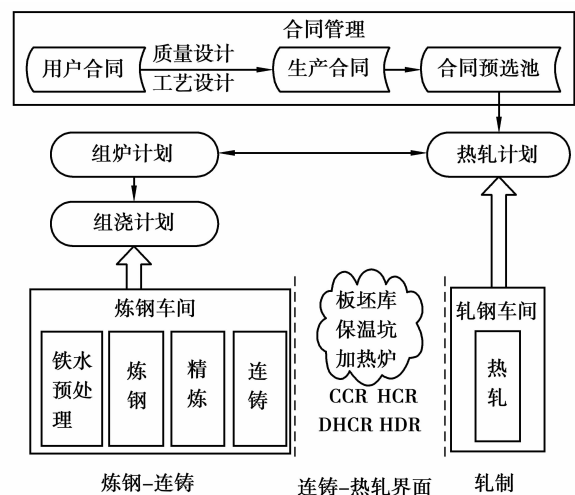 合同管理
用户合同
质量设计
工艺设计
生产合同
合同预选池
组炉计划
热轧计划
组浇计划
炼钢车间
铁水
预处
理
炼
钢
精
炼
连
铸
板坯库
保温坑
加热炉
CCR HCR
DHCR HDR
轧钢车间
热
轧
炼钢-连铸
连铸-热轧界面
轧制